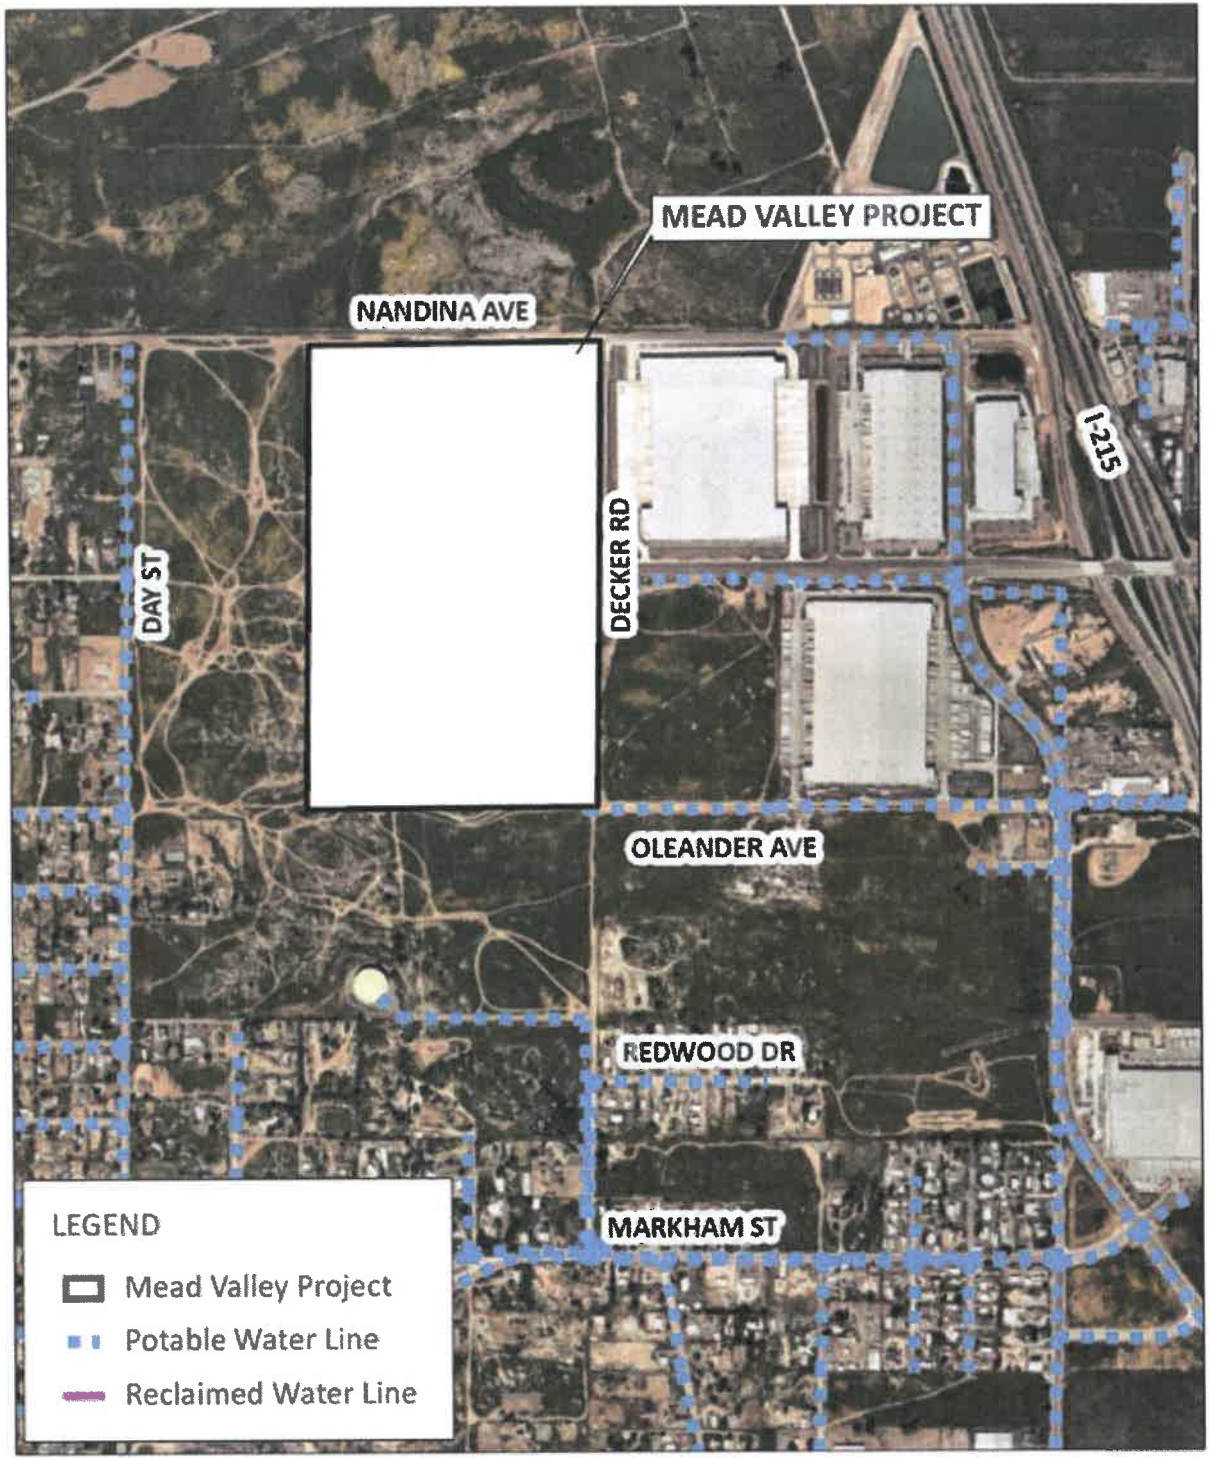 MEAD VALLEY PROJECT
NANDINA AVE
I-215
DECKER RD
DAY ST
OLEANDER AVE
REDWOOD DR
MARKHAM ST
LEGEND
Mead Valley Project
Potable Water Line
Reclaimed Water Line